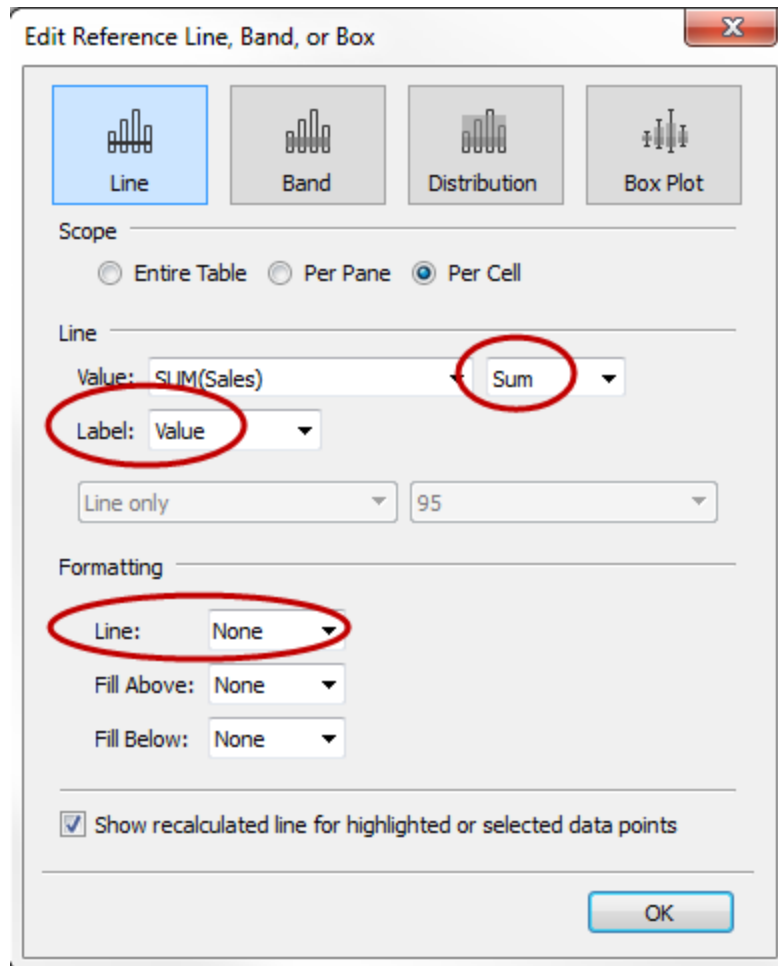 Edit Reference Line, Band, or Box
Line Band Distribution Box Plot
Scope
Entire Table Per Pane Per Cell
Line
Value: SUM(Sales) Sum
Label: Value
Line only 95
Formatting
Line: None
Fill Above: None
Fill Below: None
Show recalculated line for highlighted or selected data points
OK